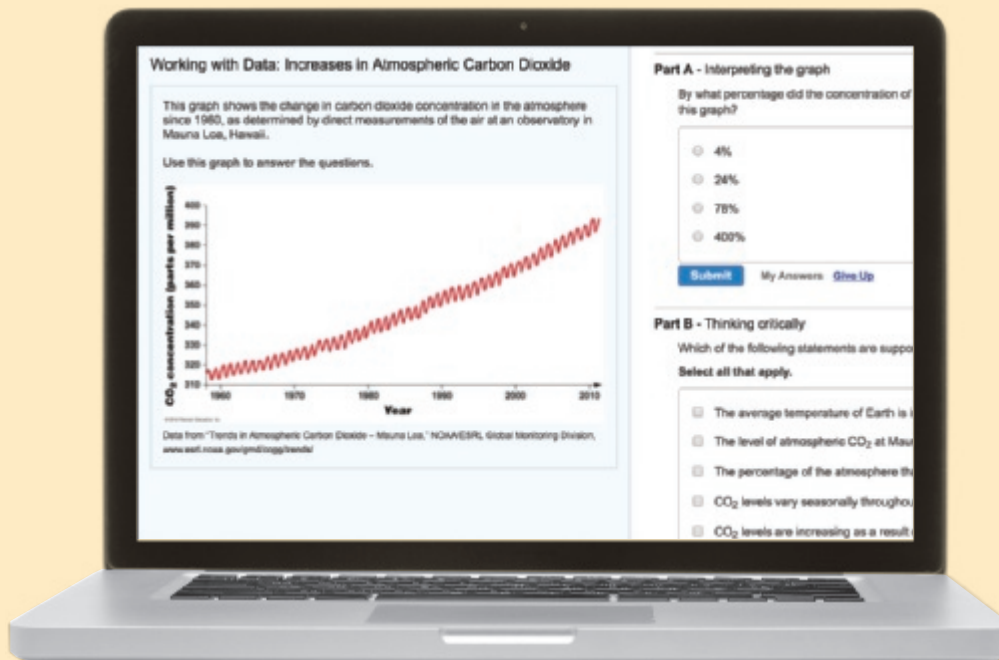 Working with Data: Increases in Atmospheric Carbon Dioxide
This graph shows the change in carbon dioxide concentration in the atmosphere
since 1960, as determined by direct measurements of the air at an observatory in
Mauna Loa, Hawaii.
Use this graph to answer the questions.
CO₂ concentration (parts per million)
400
390
380
370
360
350
340
330
320
310
1960
1970
1980
1990
2000
2010
Year
Data from "Trends in Atmospheric Carbon Dioxide – Mauna Loa," NOAA/ESRL Global Monitoring Division,
www.esrl.noaa.gov/gmd/ccgg/trends/
Part A - Interpreting the graph
By what percentage did the concentration of
this graph?
4%
24%
78%
400%
Submit My Answers Give Up
Part B - Thinking critically
Which of the following statements are suppo
Select all that apply.
The average temperature of Earth is
The level of atmospheric CO₂ at Mau
The percentage of the atmosphere tha
CO₂ levels vary seasonally throughou
CO₂ levels are increasing as a result